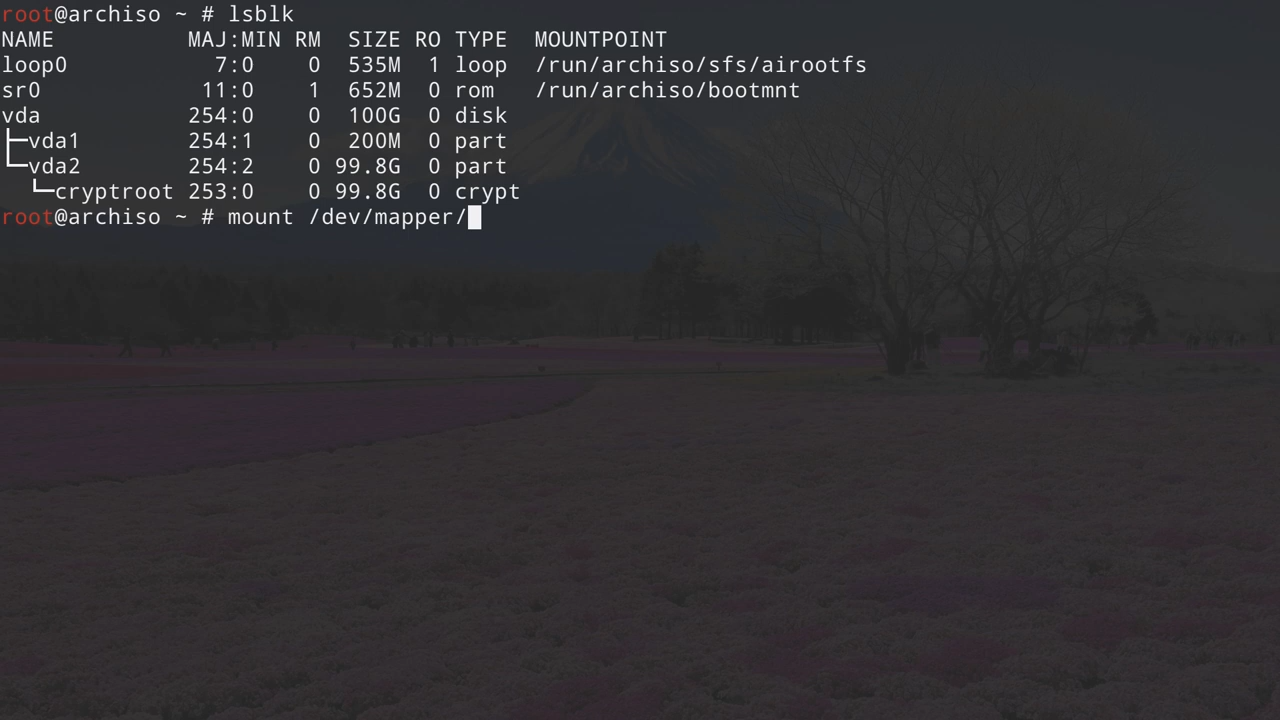 root@archiso ~ # lsblk
NAME          MAJ:MIN RM  SIZE RO TYPE  MOUNTPOINT
loop0           7:0    0  535M  1 loop  /run/archiso/sfs/airootfs
sr0            11:0    1  652M  0 rom   /run/archiso/bootmnt
vda           254:0    0  100G  0 disk
├─vda1        254:1    0  200M  0 part
└─vda2        254:2    0 99.8G  0 part
  └─cryptroot 253:0    0 99.8G  0 crypt
root@archiso ~ # mount /dev/mapper/